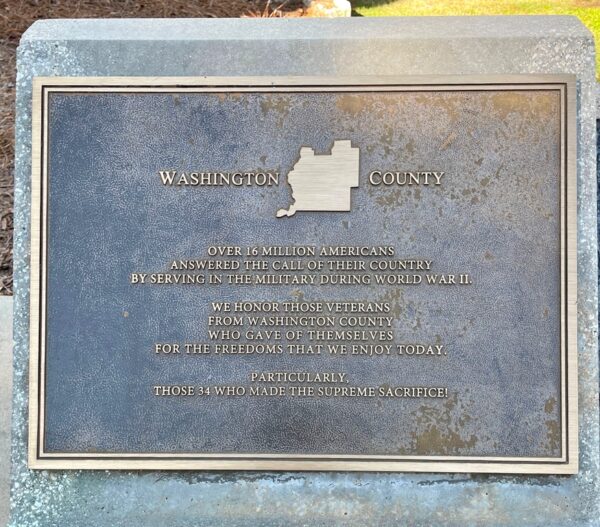 WASHINGTON COUNTY
OVER 16 MILLION AMERICANS
ANSWERED THE CALL OF THEIR COUNTRY
BY SERVING IN THE MILITARY DURING WORLD WAR II.
WE HONOR THOSE VETERANS
FROM WASHINGTON COUNTY
WHO GAVE OF THEMSELVES
FOR THE FREEDOMS THAT WE ENJOY TODAY.
PARTICULARLY,
THOSE 34 WHO MADE THE SUPREME SACRIFICE!